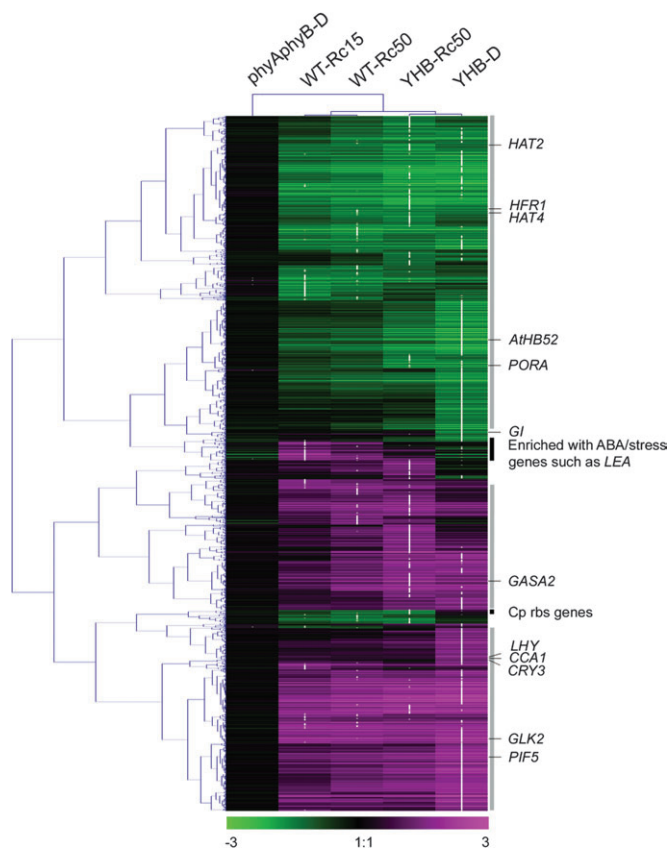 phyAphyB-D
WT-Rc15
WT-Rc50
YHB-Rc50
YHB-D
HAT2
HFR1
HAT4
AtHB52
PORA
GI
Enriched with ABA/stress
genes such as LEA
GASA2
Cp rbs genes
LHY
CCA1
CRY3
GLK2
PIF5
-3
1:1
3